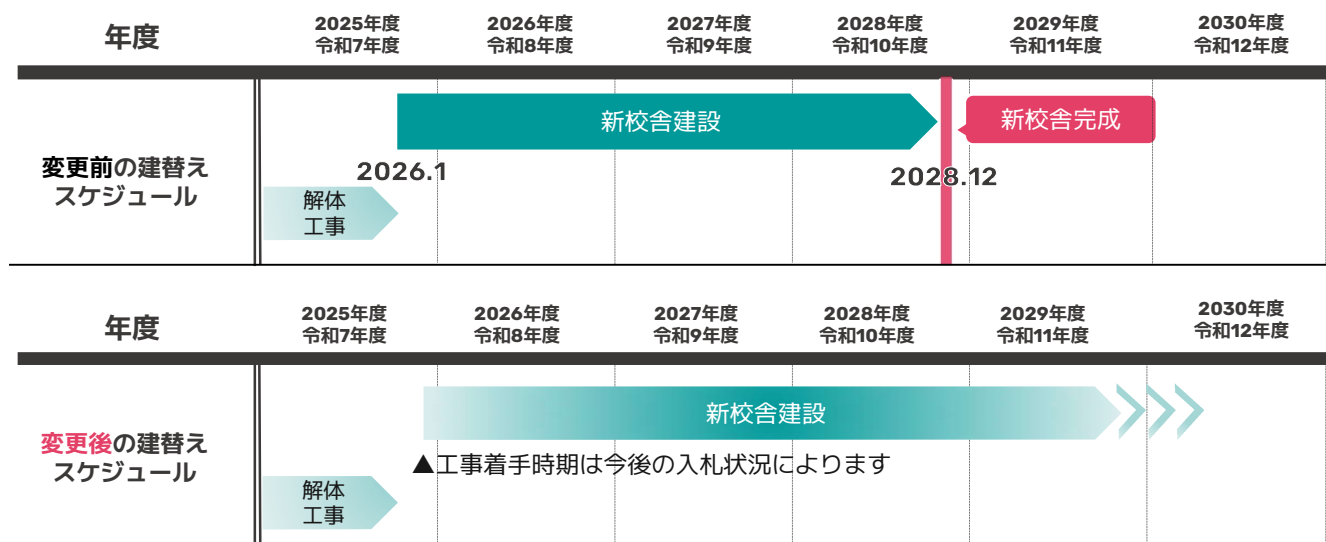 年度
2025年度
令和7年度
2026年度
令和8年度
2027年度
令和9年度
2028年度
令和10年度
2029年度
令和11年度
2030年度
令和12年度
変更前の建替え
スケジュール
新校舎建設
新校舎完成
2026.1
2028.12
解体
工事
年度
2025年度
令和7年度
2026年度
令和8年度
2027年度
令和9年度
2028年度
令和10年度
2029年度
令和11年度
2030年度
令和12年度
変更後の建替え
スケジュール
新校舎建設
▲工事着手時期は今後の入札状況によります
解体
工事